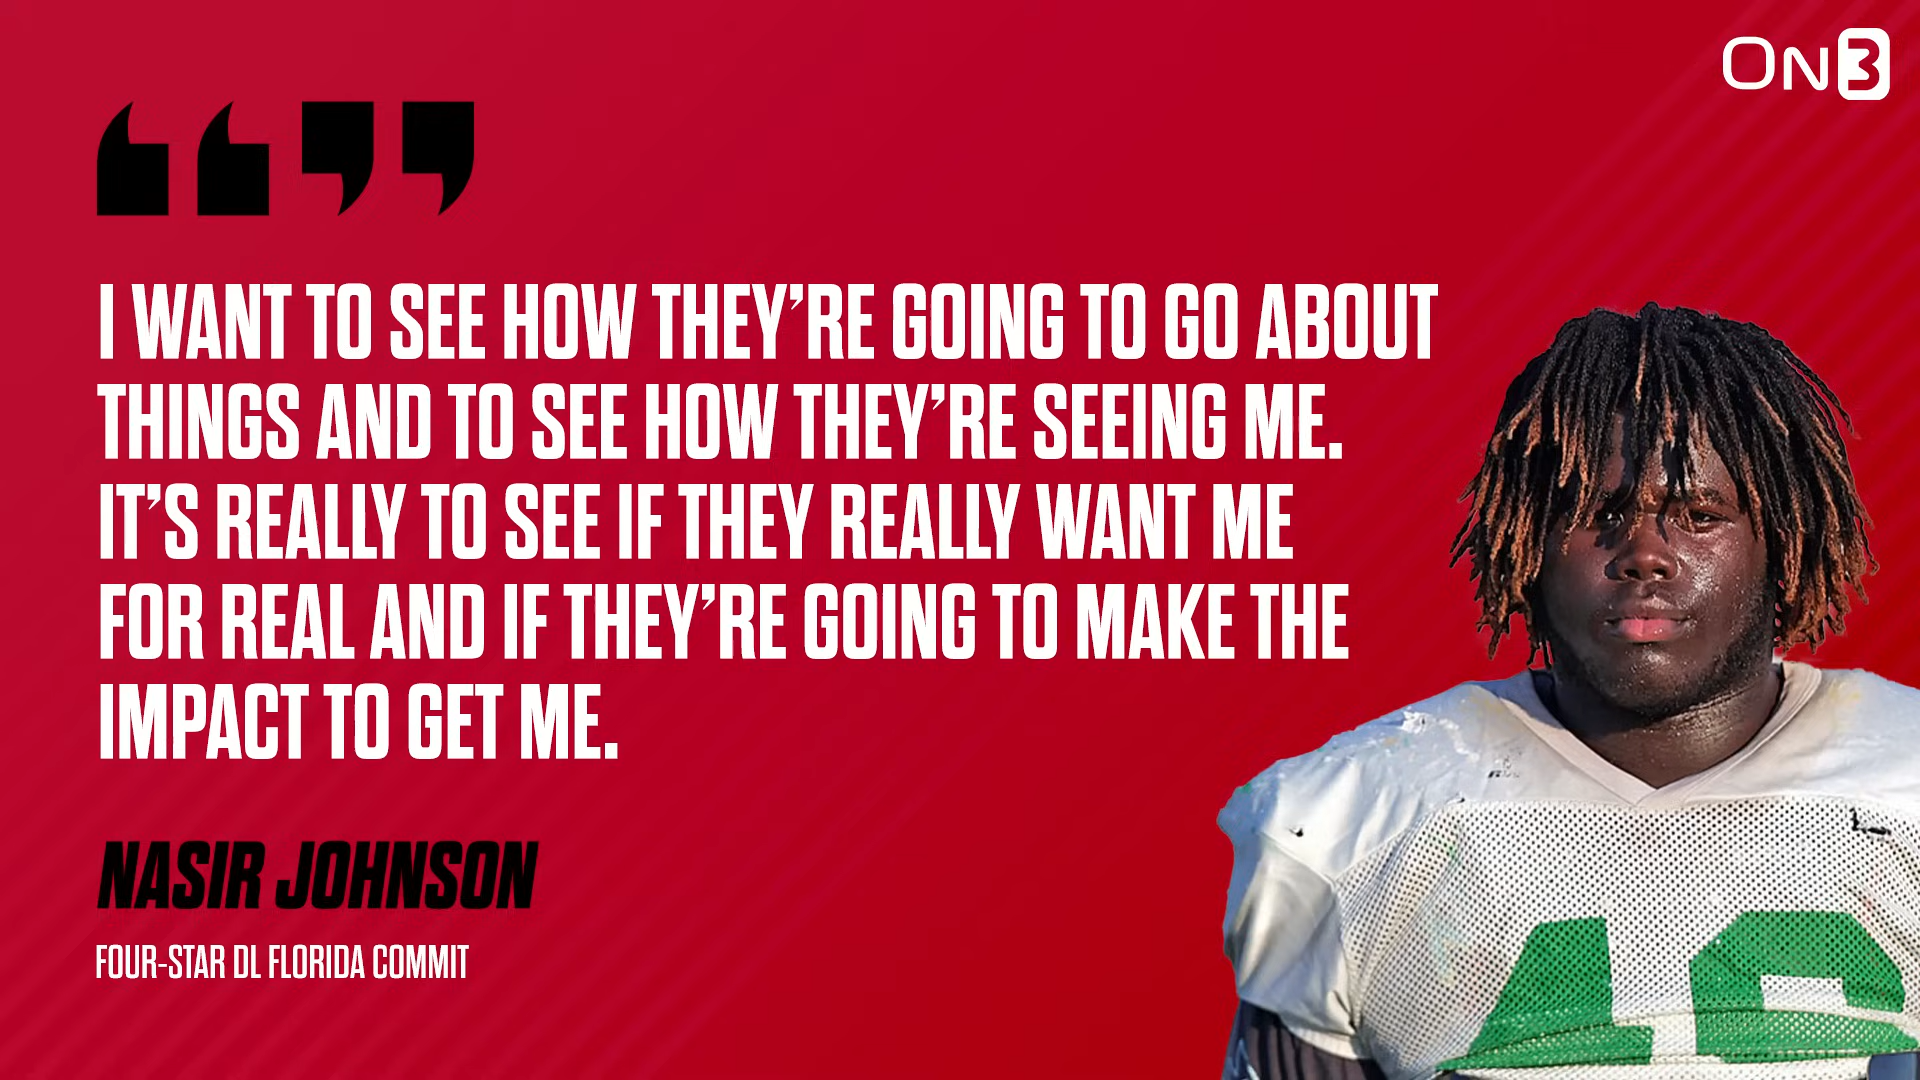 ON3
“ ”
I WANT TO SEE HOW THEY’RE GOING TO GO ABOUT
THINGS AND TO SEE HOW THEY’RE SEEING ME.
IT’S REALLY TO SEE IF THEY REALLY WANT ME
FOR REAL AND IF THEY’RE GOING TO MAKE THE
IMPACT TO GET ME.
NASIR JOHNSON
FOUR-STAR DL FLORIDA COMMIT